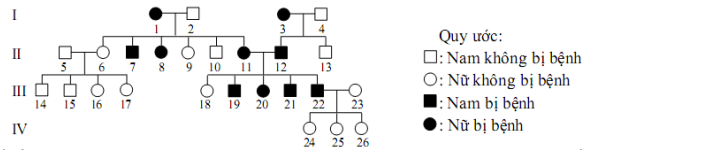 I
1 2 3 4
Quy ước:
II
5 6 7 8 9 10 11 12 13
: Nam không bị bệnh
: Nữ không bị bệnh
III
14 15 16 17 18 19 20 21 22 23
: Nam bị bệnh
IV
24 25 26
: Nữ bị bệnh